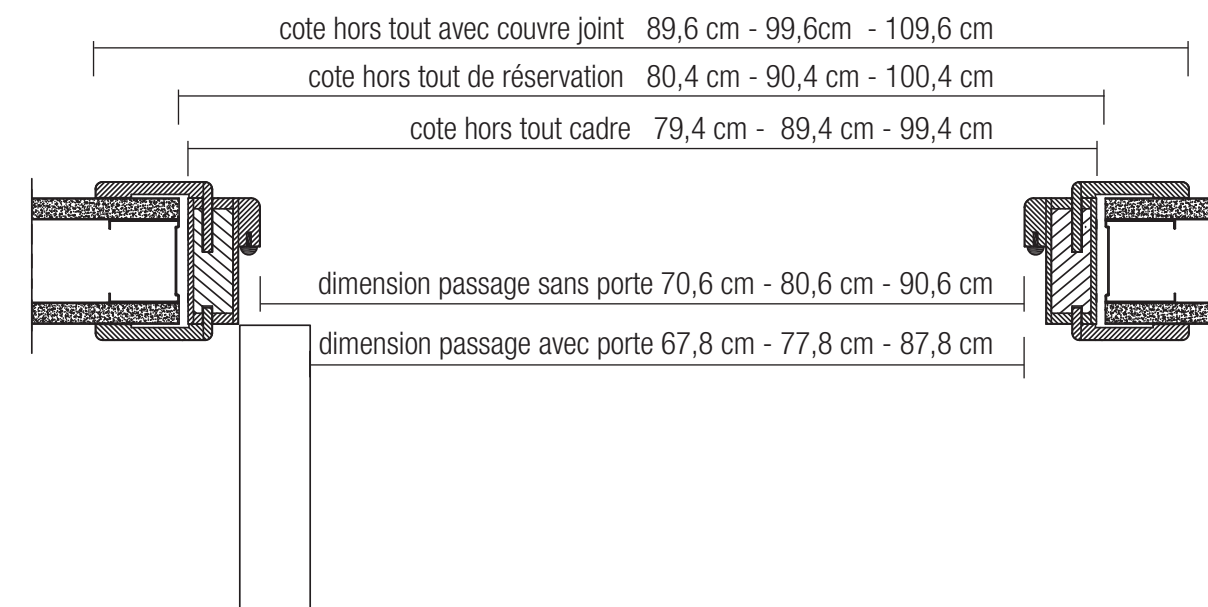 cote hors tout avec couvre joint 89,6 cm - 99,6cm - 109,6 cm
cote hors tout de réservation 80,4 cm - 90,4 cm - 100,4 cm
cote hors tout cadre 79,4 cm - 89,4 cm - 99,4 cm
dimension passage sans porte 70,6 cm - 80,6 cm - 90,6 cm
dimension passage avec porte 67,8 cm - 77,8 cm - 87,8 cm